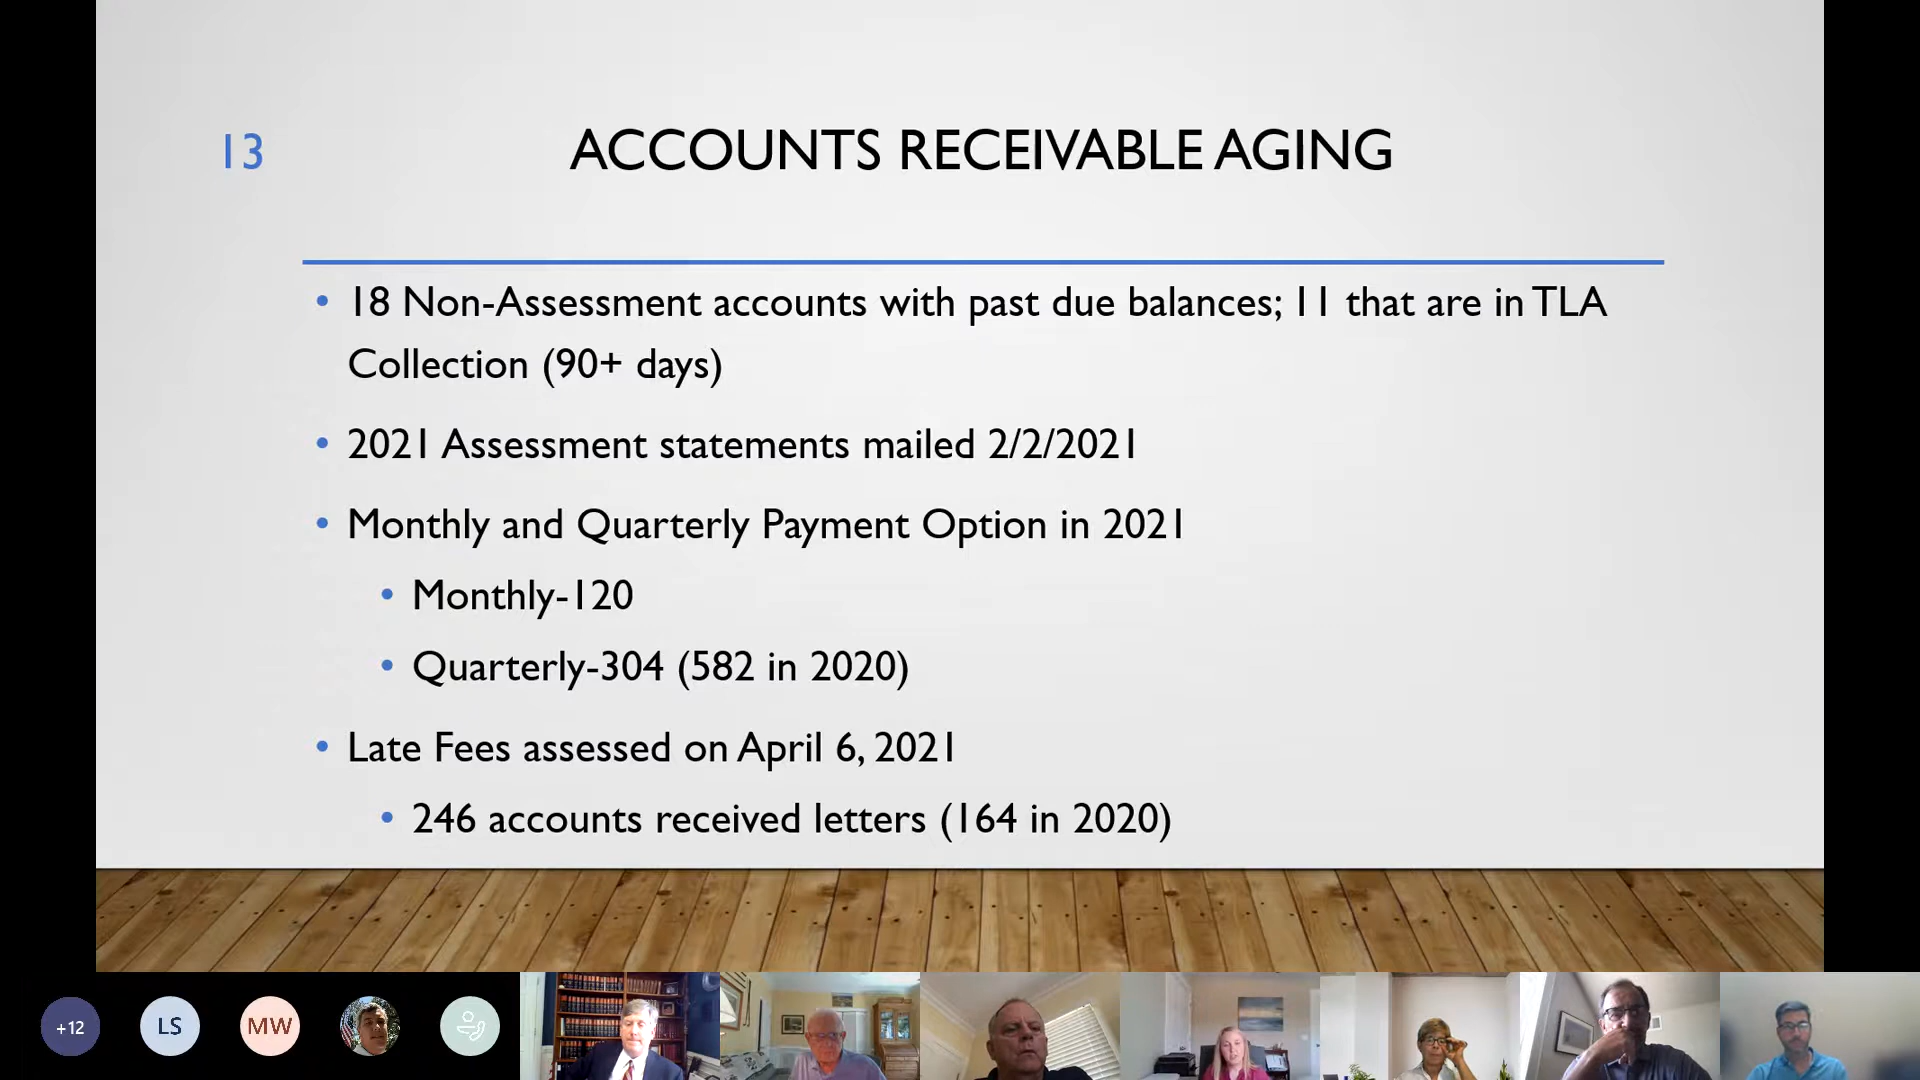 13
ACCOUNTS RECEIVABLE AGING
• 18 Non-Assessment accounts with past due balances; 11 that are in TLA
Collection (90+ days)
• 2021 Assessment statements mailed 2/2/2021
• Monthly and Quarterly Payment Option in 2021
• Monthly-120
• Quarterly-304 (582 in 2020)
• Late Fees assessed on April 6, 2021
• 246 accounts received letters (164 in 2020)
+12
LS
MW